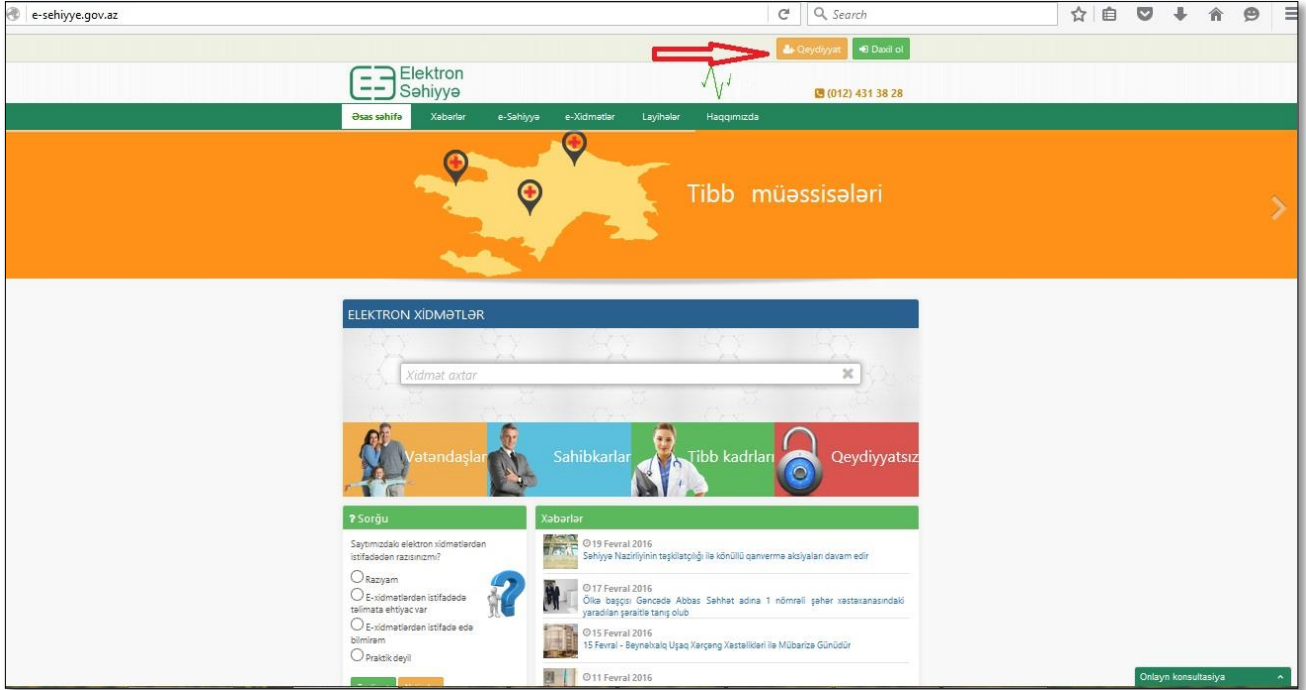 e-sehiyye.gov.az
Search
Qeydiyyat
Daxil ol
Elektron
Səhiyyə
(012) 431 38 28
Əsas səhifə Xəbərlər e-Səhiyyə e-Xidmətlər Layihələr Haqqımızda
Tibb müəssisələri
ELEKTRON XİDMƏTLƏR
Xidmət axtar
Vətəndaşlar Sahibkarlar Tibb kadrları Qeydiyyatsız
? Sorğu
Saytımızdakı elektron xidmətlərdən
istifadədən razısınızmı?
Razıyam
E-xidmətlərdən istifadədə
təlimata ehtiyac var
E-xidmətlərdən istifadə edə
bilmirəm
Praktik deyil
Xəbərlər
19 Fevral 2016
Səhiyyə Nazirliyinin təşkilatçılığı ilə könüllü qanvermə aksiyaları davam edir
17 Fevral 2016
Ölkə başçısı Gəncədə Abbas Səhhət adına 1 nömrəli şəhər xəstəxanasındakı
yaradılan şəraitlə tanış olub
15 Fevral 2016
15 Fevral - Beynəlxalq Uşaq Xərçəng Xəstəlikləri ilə Mübarizə Günüdür
11 Fevral 2016
Onlayn konsultasiya